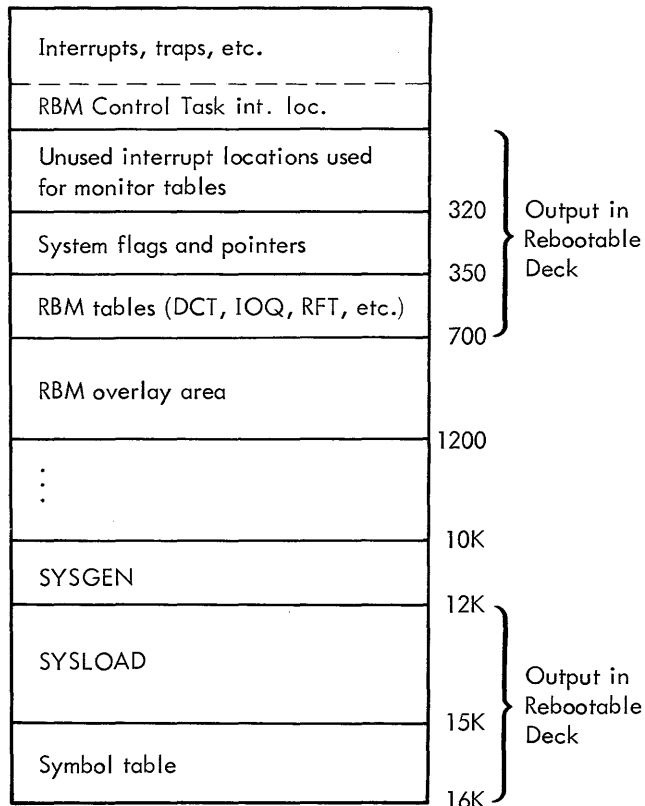 Interrupts, traps, etc.
RBM Control Task int. loc.
Unused interrupt locations used
for monitor tables
320
System flags and pointers
350
RBM tables (DCT, IOQ, RFT, etc.)
700
Output in
Rebootable
Deck
RBM overlay area
1200
.
.
.
10K
SYSGEN
12K
SYSLOAD
15K
Symbol table
16K
Output in
Rebootable
Deck